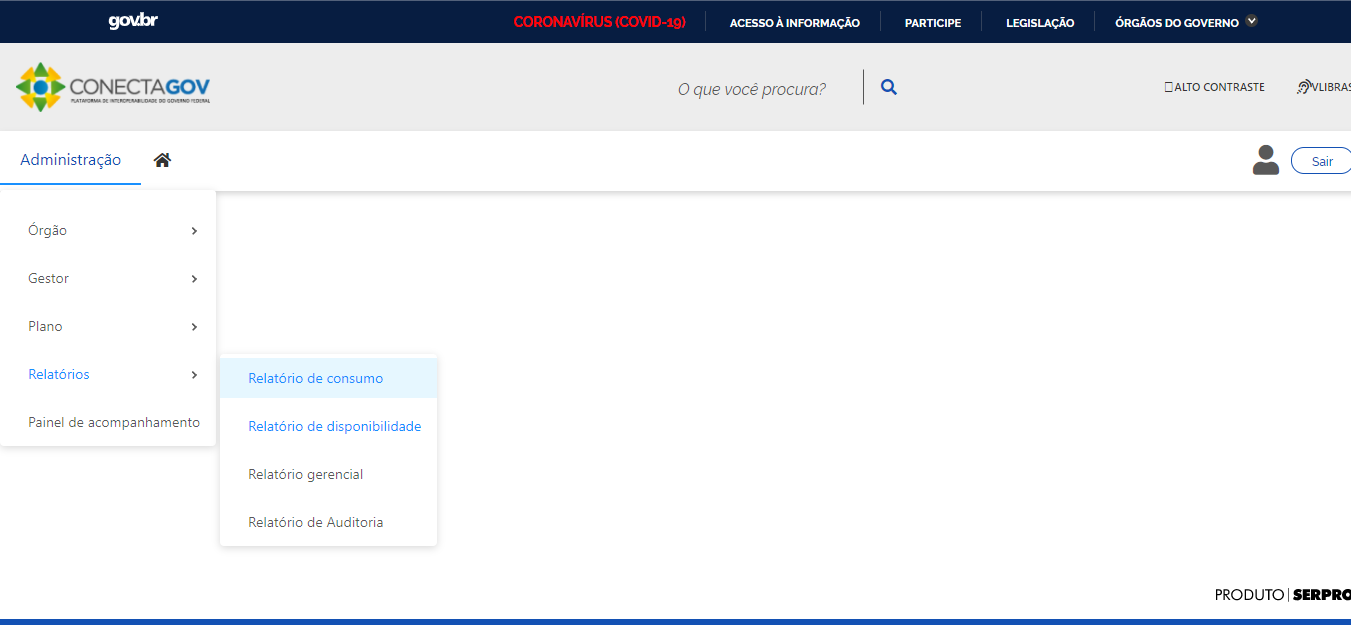 gov.br
CORONAVÍRUS (COVID-19)
ACESSO À INFORMAÇÃO
PARTICIPE
LEGISLAÇÃO
ÓRGÃOS DO GOVERNO
CONECTAGOV
PLATAFORMA DE INTEROPERABILIDADE DO GOVERNO FEDERAL
O que você procura?
ALTO CONTRASTE
VLIBRAS
Administração
Sair
Órgão
Gestor
Plano
Relatórios
Painel de acompanhamento
Relatório de consumo
Relatório de disponibilidade
Relatório gerencial
Relatório de Auditoria
PRODUTO | SERPRO